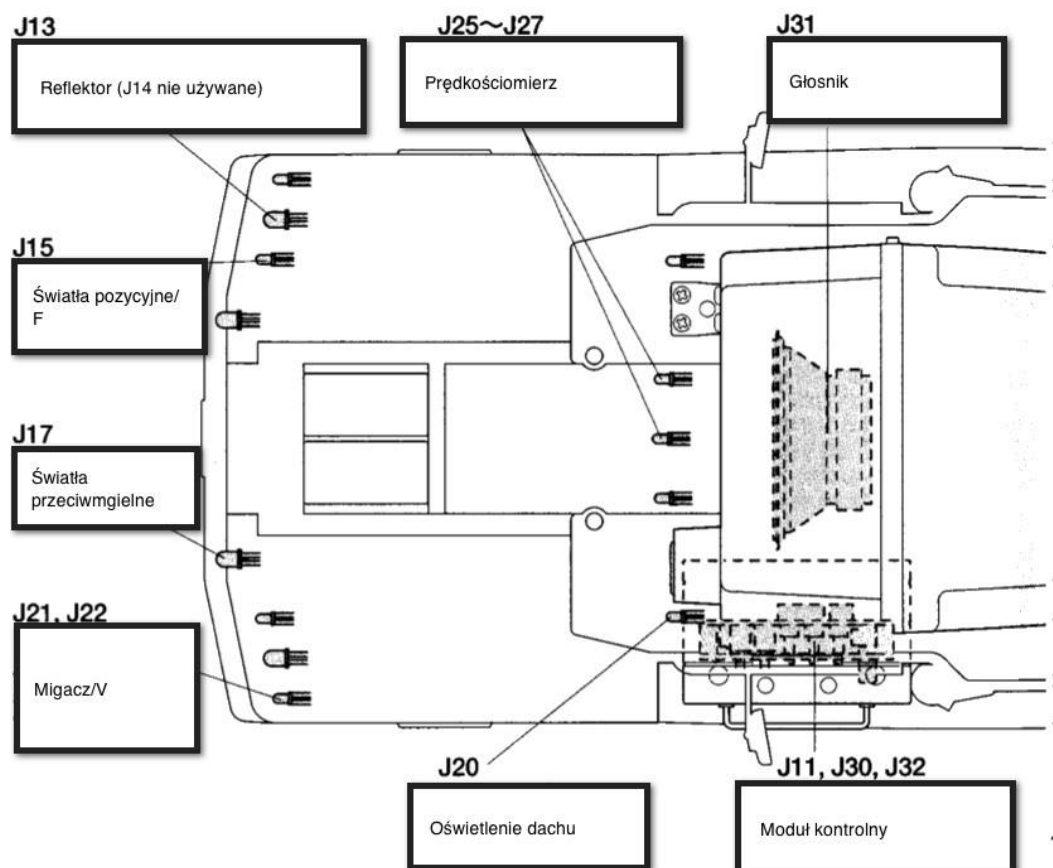 J13
Reflektor (J14 nie używane)
J25～J27
Prędkościomierz
J31
Głosnik
J15
Światła pozycyjne/
F
J17
Światła
przeciwmgielne
J21, J22
Migacz/V
J20
Oświetlenie dachu
J11, J30, J32
Moduł kontrolny